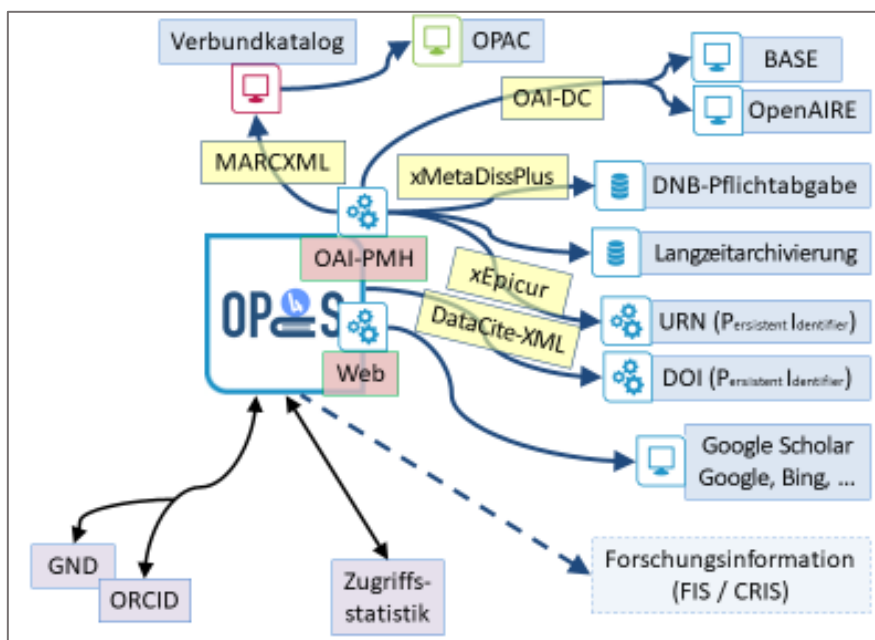 Verbundkatalog
OPAC
BASE
OAI-DC
OpenAIRE
MARCXML
xMetaDissPlus
DNB-Pflichtabgabe
OAI-PMH
Langzeitarchivierung
xEpicur
OPUS 4
URN (Persistent Identifier)
DataCite-XML
Web
DOI (Persistent Identifier)
Google Scholar
Google, Bing, ...
GND
ORCID
Zugriffs-
statistik
Forschungsinformation
(FIS / CRIS)